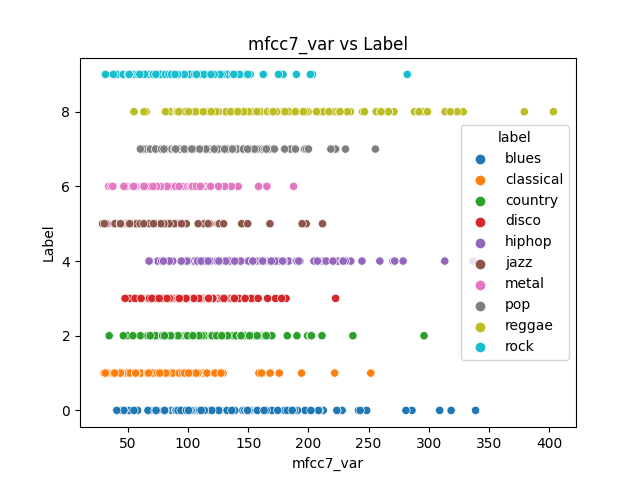 mfcc7_var vs Label
8
6
4
2
0
Label
50 100 150 200 250 300 350 400
mfcc7_var
label
blues
classical
country
disco
hiphop
jazz
metal
pop
reggae
rock